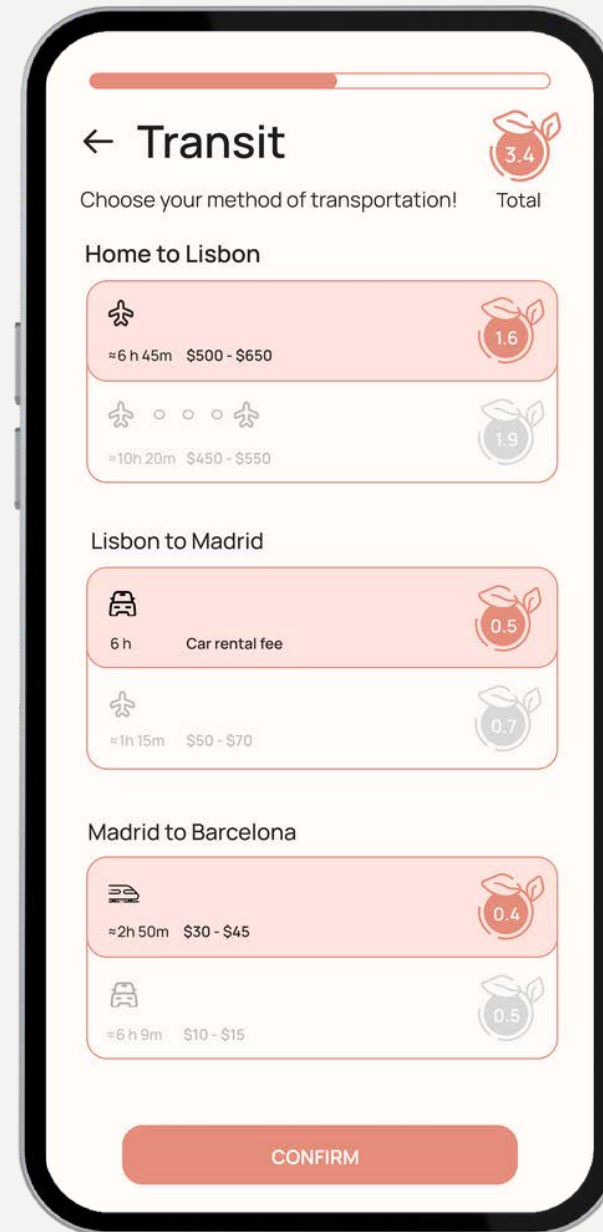 Transit
3.4
Choose your method of transportation! Total
Home to Lisbon
1.6
≈6 h 45m $500 - $650
1.9
≈10h 20m $450 - $550
Lisbon to Madrid
0.5
6 h Car rental fee
0.7
≈1h 15m $50 - $70
Madrid to Barcelona
0.4
≈2h 50m $30 - $45
0.5
≈6 h 9m $10 - $15
CONFIRM